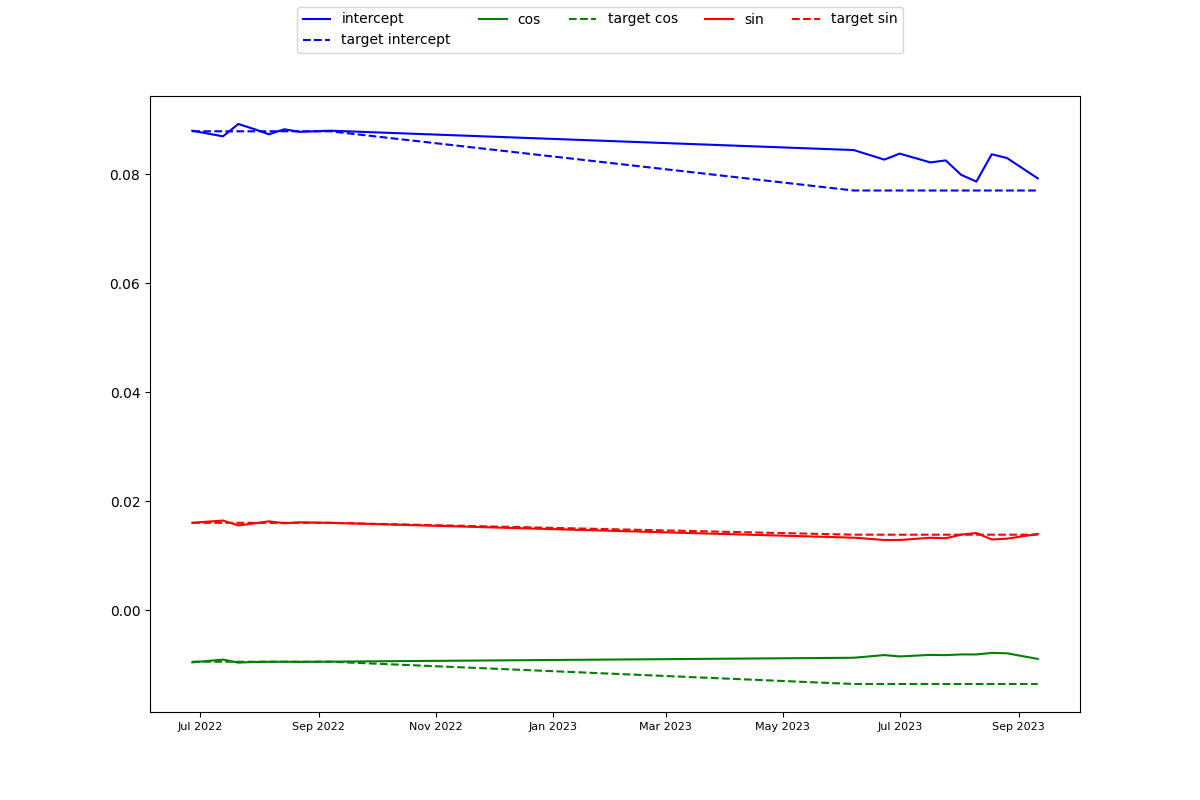 intercept cos target cos sin target sin
target intercept
0.08
0.06
0.04
0.02
0.00
Jul 2022 Sep 2022 Nov 2022 Jan 2023 Mar 2023 May 2023 Jul 2023 Sep 2023